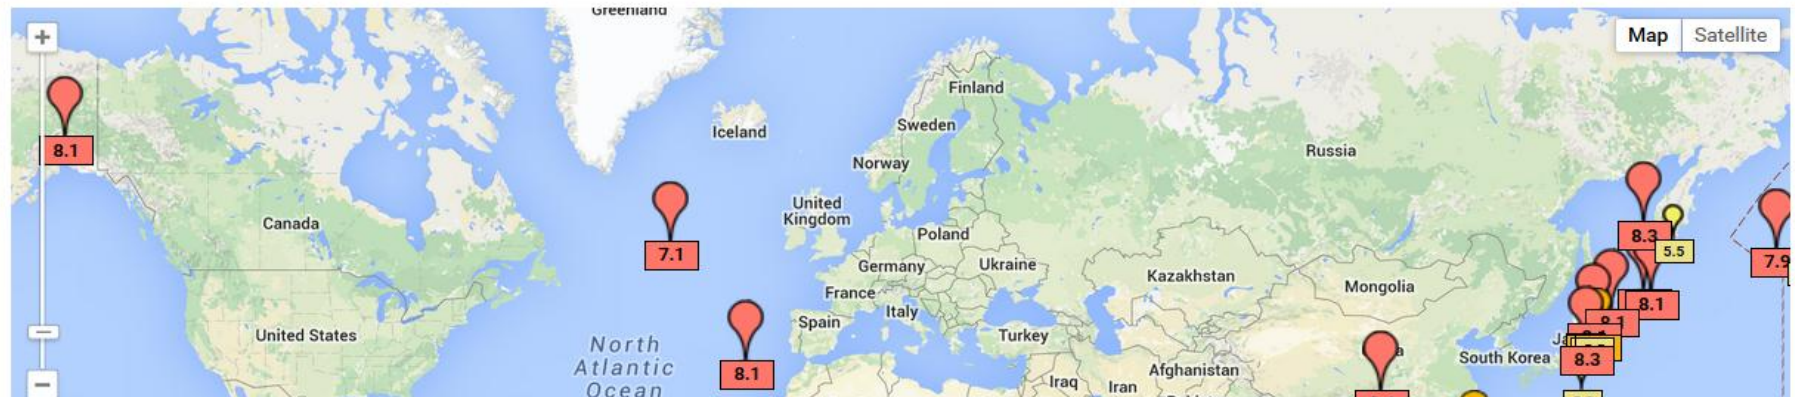 Greenland
+
Map
Satellite
Finland
8.1
Iceland
Sweden
Norway
Russia
Canada
United
Kingdom
7.1
Poland
8.3
5.5
7.9
Germany
Ukraine
Kazakhstan
Mongolia
France
8.1
Italy
Spain
United States
Turkey
8.1
North
Atlantic
Ocean
8.1
South Korea
8.3
Afghanistan
Iraq
Iran
−